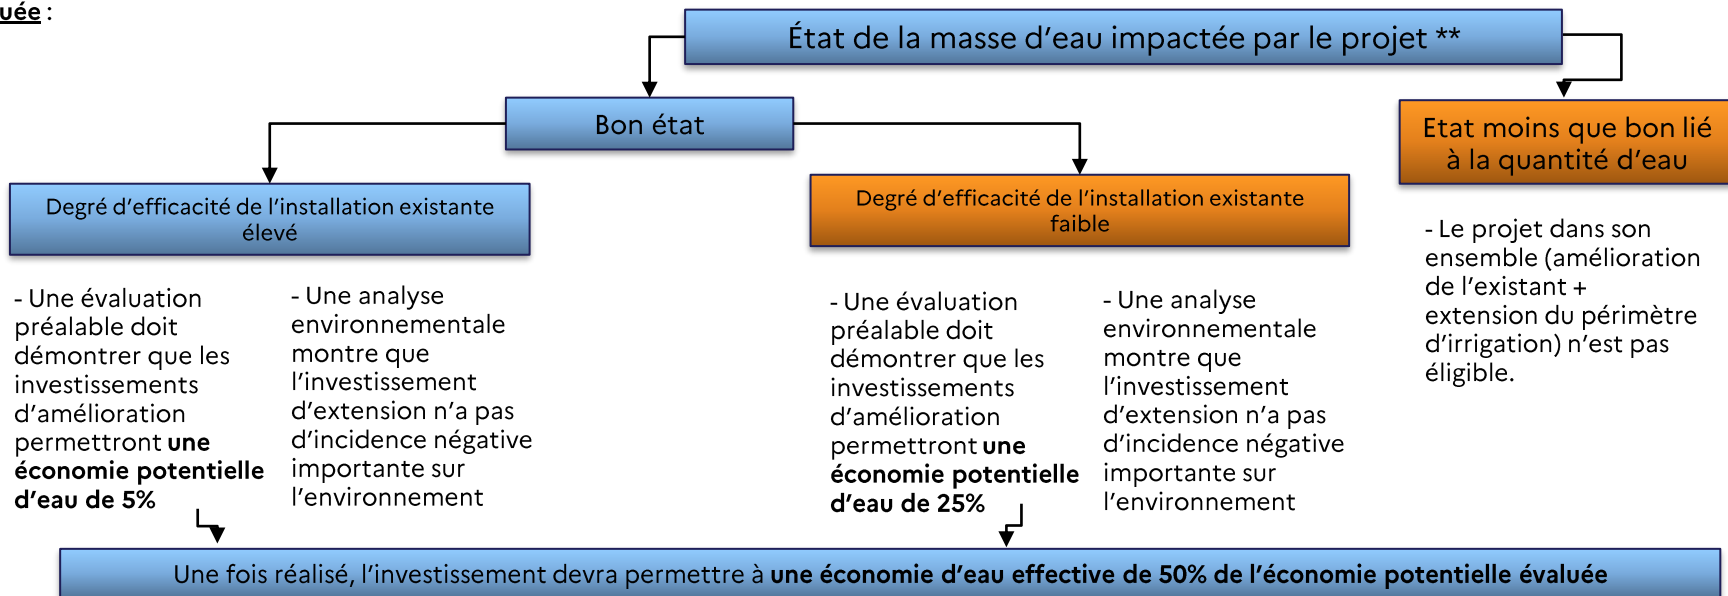 uée :
État de la masse d’eau impactée par le projet **
Bon état
Etat moins que bon lié
à la quantité d’eau
Degré d’efficacité de l’installation existante
élevé
Degré d’efficacité de l’installation existante
faible
- Une évaluation
préalable doit
démontrer que les
investissements
d’amélioration
permettront une
économie potentielle
d’eau de 5%
- Une analyse
environnementale
montre que
l’investissement
d’extension n’a pas
d’incidence négative
importante sur
l’environnement
- Une évaluation
préalable doit
démontrer que les
investissements
d’amélioration
permettront une
économie potentielle
d’eau de 25%
- Une analyse
environnementale
montre que
l’investissement
d’extension n’a pas
d’incidence négative
importante sur
l’environnement
- Le projet dans son
ensemble (amélioration
de l’existant +
extension du périmètre
d’irrigation) n’est pas
éligible.
Une fois réalisé, l’investissement devra permettre à une économie d’eau effective de 50% de l’économie potentielle évaluée